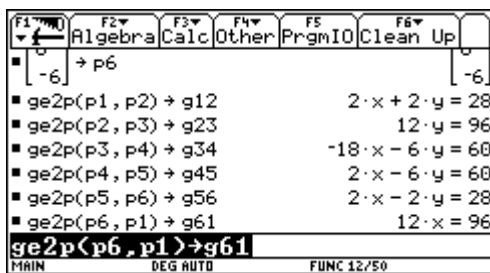 F1 F2 F3 F4 F5 F6
Algebra Calc Other PrgmIO Clean Up
→ p6
-6] -6]
▪ ge2p(p1,p2) → g12 2·x + 2·y = 28
▪ ge2p(p2,p3) → g23 12·y = 96
▪ ge2p(p3,p4) → g34 -18·x - 6·y = 60
▪ ge2p(p4,p5) → g45 2·x - 6·y = 60
▪ ge2p(p5,p6) → g56 2·x - 2·y = 28
▪ ge2p(p6,p1) → g61 12·x = 96
ge2p(p6,p1)→g61
MAIN DEG AUTO FUNC 12/50